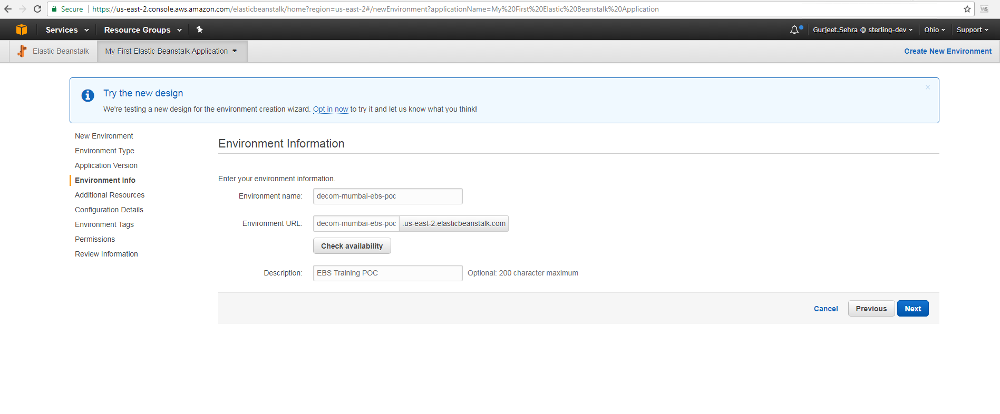 Secure https://us-east-2.console.aws.amazon.com/elasticbeanstalk/home?region=us-east-2#/newEnvironment?applicationName=My%20First%20Elastic%20Beanstalk%20Application
Services Resource Groups Gurjeet.Sehra @ sterling-dev Ohio Support
Elastic Beanstalk My First Elastic Beanstalk Application Create New Environment
Try the new design
We're testing a new design for the environment creation wizard. Opt in now to try it and let us know what you think!
New Environment
Environment Type
Application Version
Environment Info
Additional Resources
Configuration Details
Environment Tags
Permissions
Review Information
Environment Information
Enter your environment information.
Environment name: decom-mumbai-ebs-poc
Environment URL: decom-mumbai-ebs-poc .us-east-2.elasticbeanstalk.com
Check availability
Description: EBS Training POC Optional: 200 character maximum
Cancel Previous Next